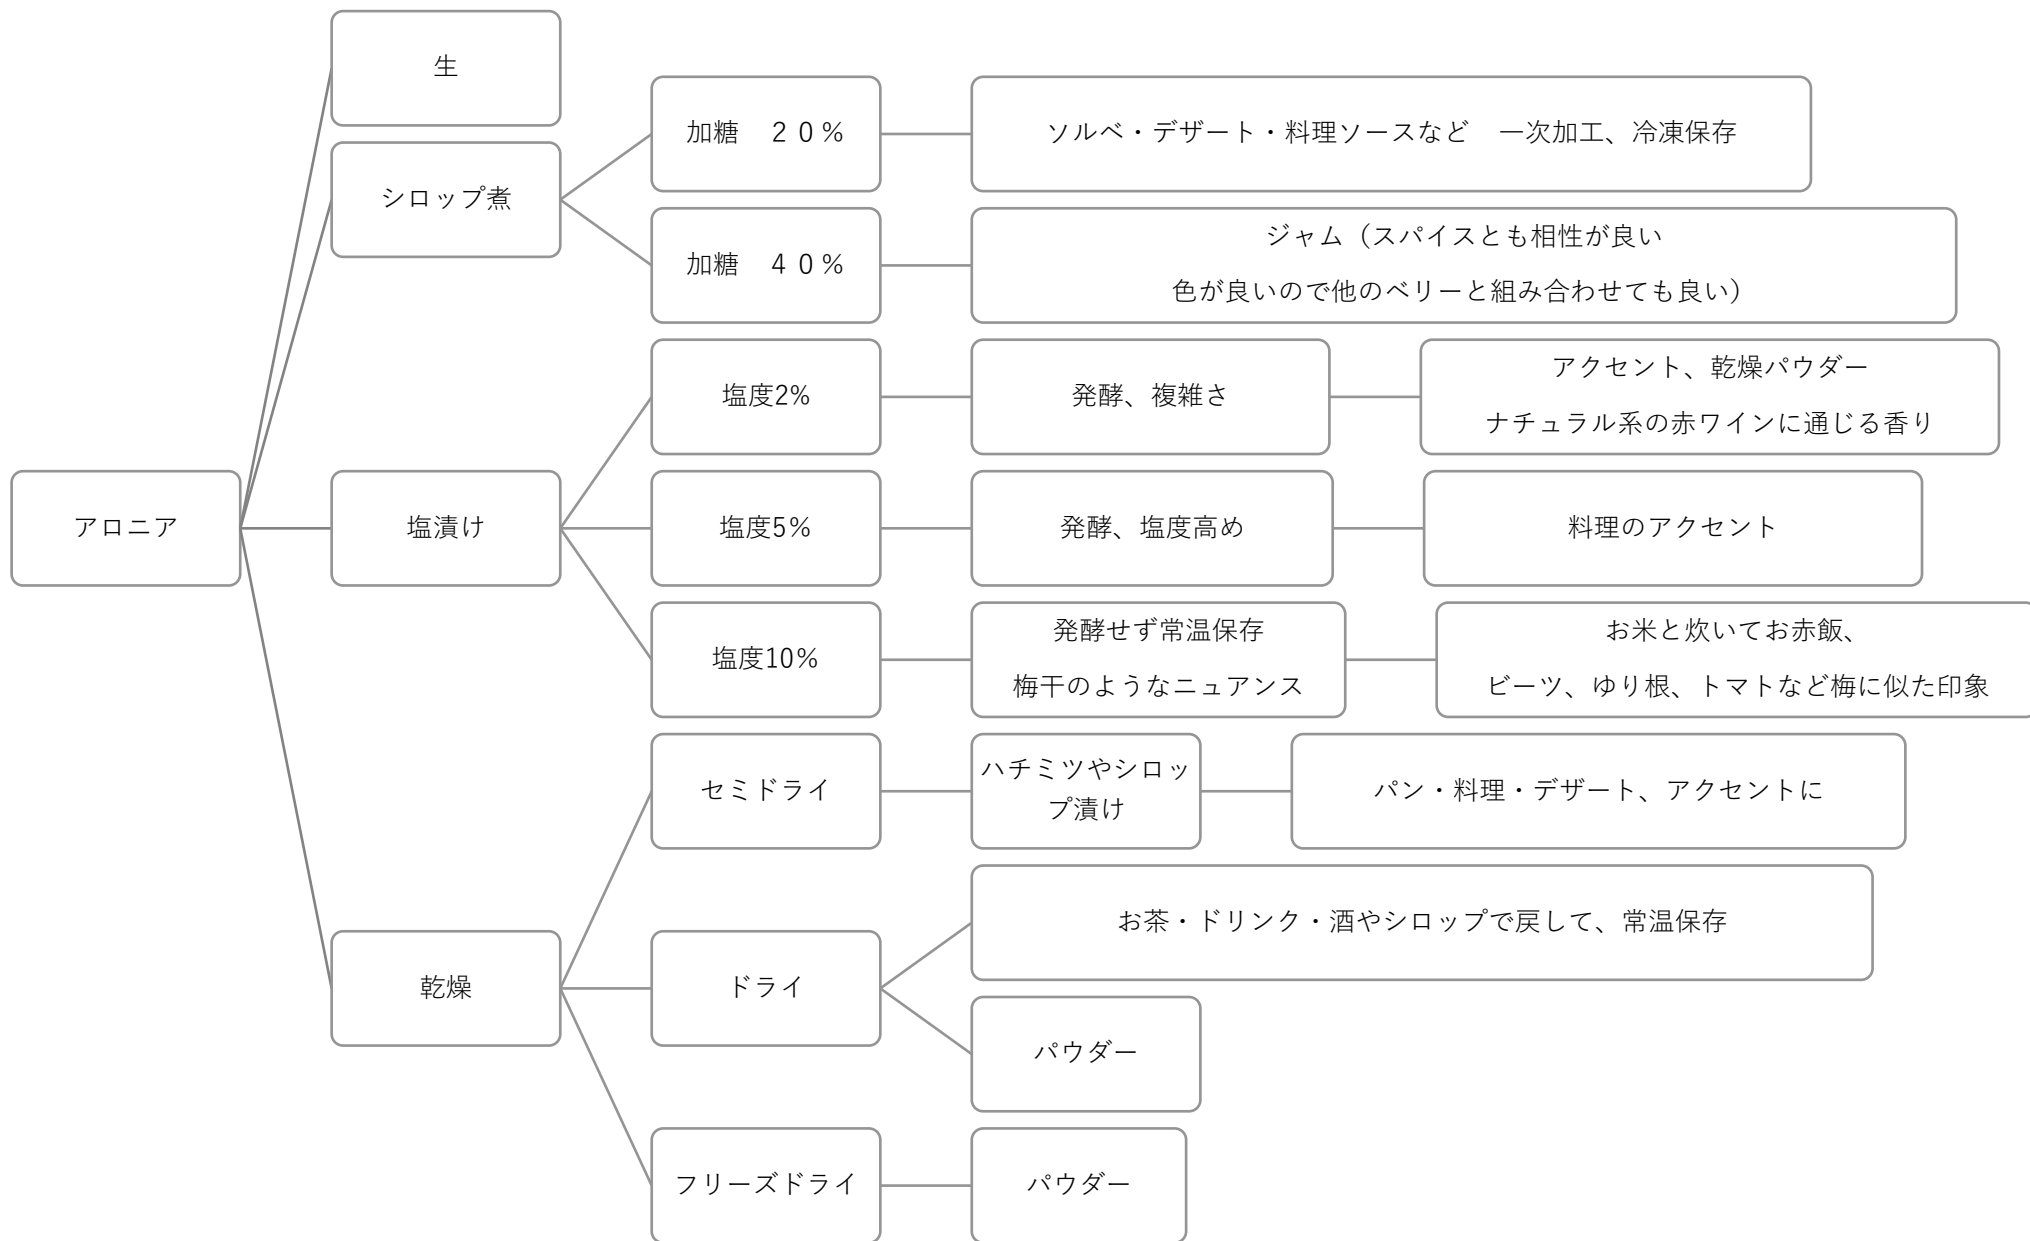 アロニア
生
シロップ煮
加糖　２０％
ソルベ・デザート・料理ソースなど　一次加工、冷凍保存
加糖　４０％
ジャム（スパイスとも相性が良い
色が良いので他のベリーと組み合わせても良い）
塩漬け
塩度2%
発酵、複雑さ
アクセント、乾燥パウダー
ナチュラル系の赤ワインに通じる香り
塩度5%
発酵、塩度高め
料理のアクセント
塩度10%
発酵せず常温保存
梅干のようなニュアンス
お米と炊いてお赤飯、
ビーツ、ゆり根、トマトなど梅に似た印象
乾燥
セミドライ
ハチミツやシロッ
プ漬け
パン・料理・デザート、アクセントに
ドライ
お茶・ドリンク・酒やシロップで戻して、常温保存
パウダー
フリーズドライ
パウダー